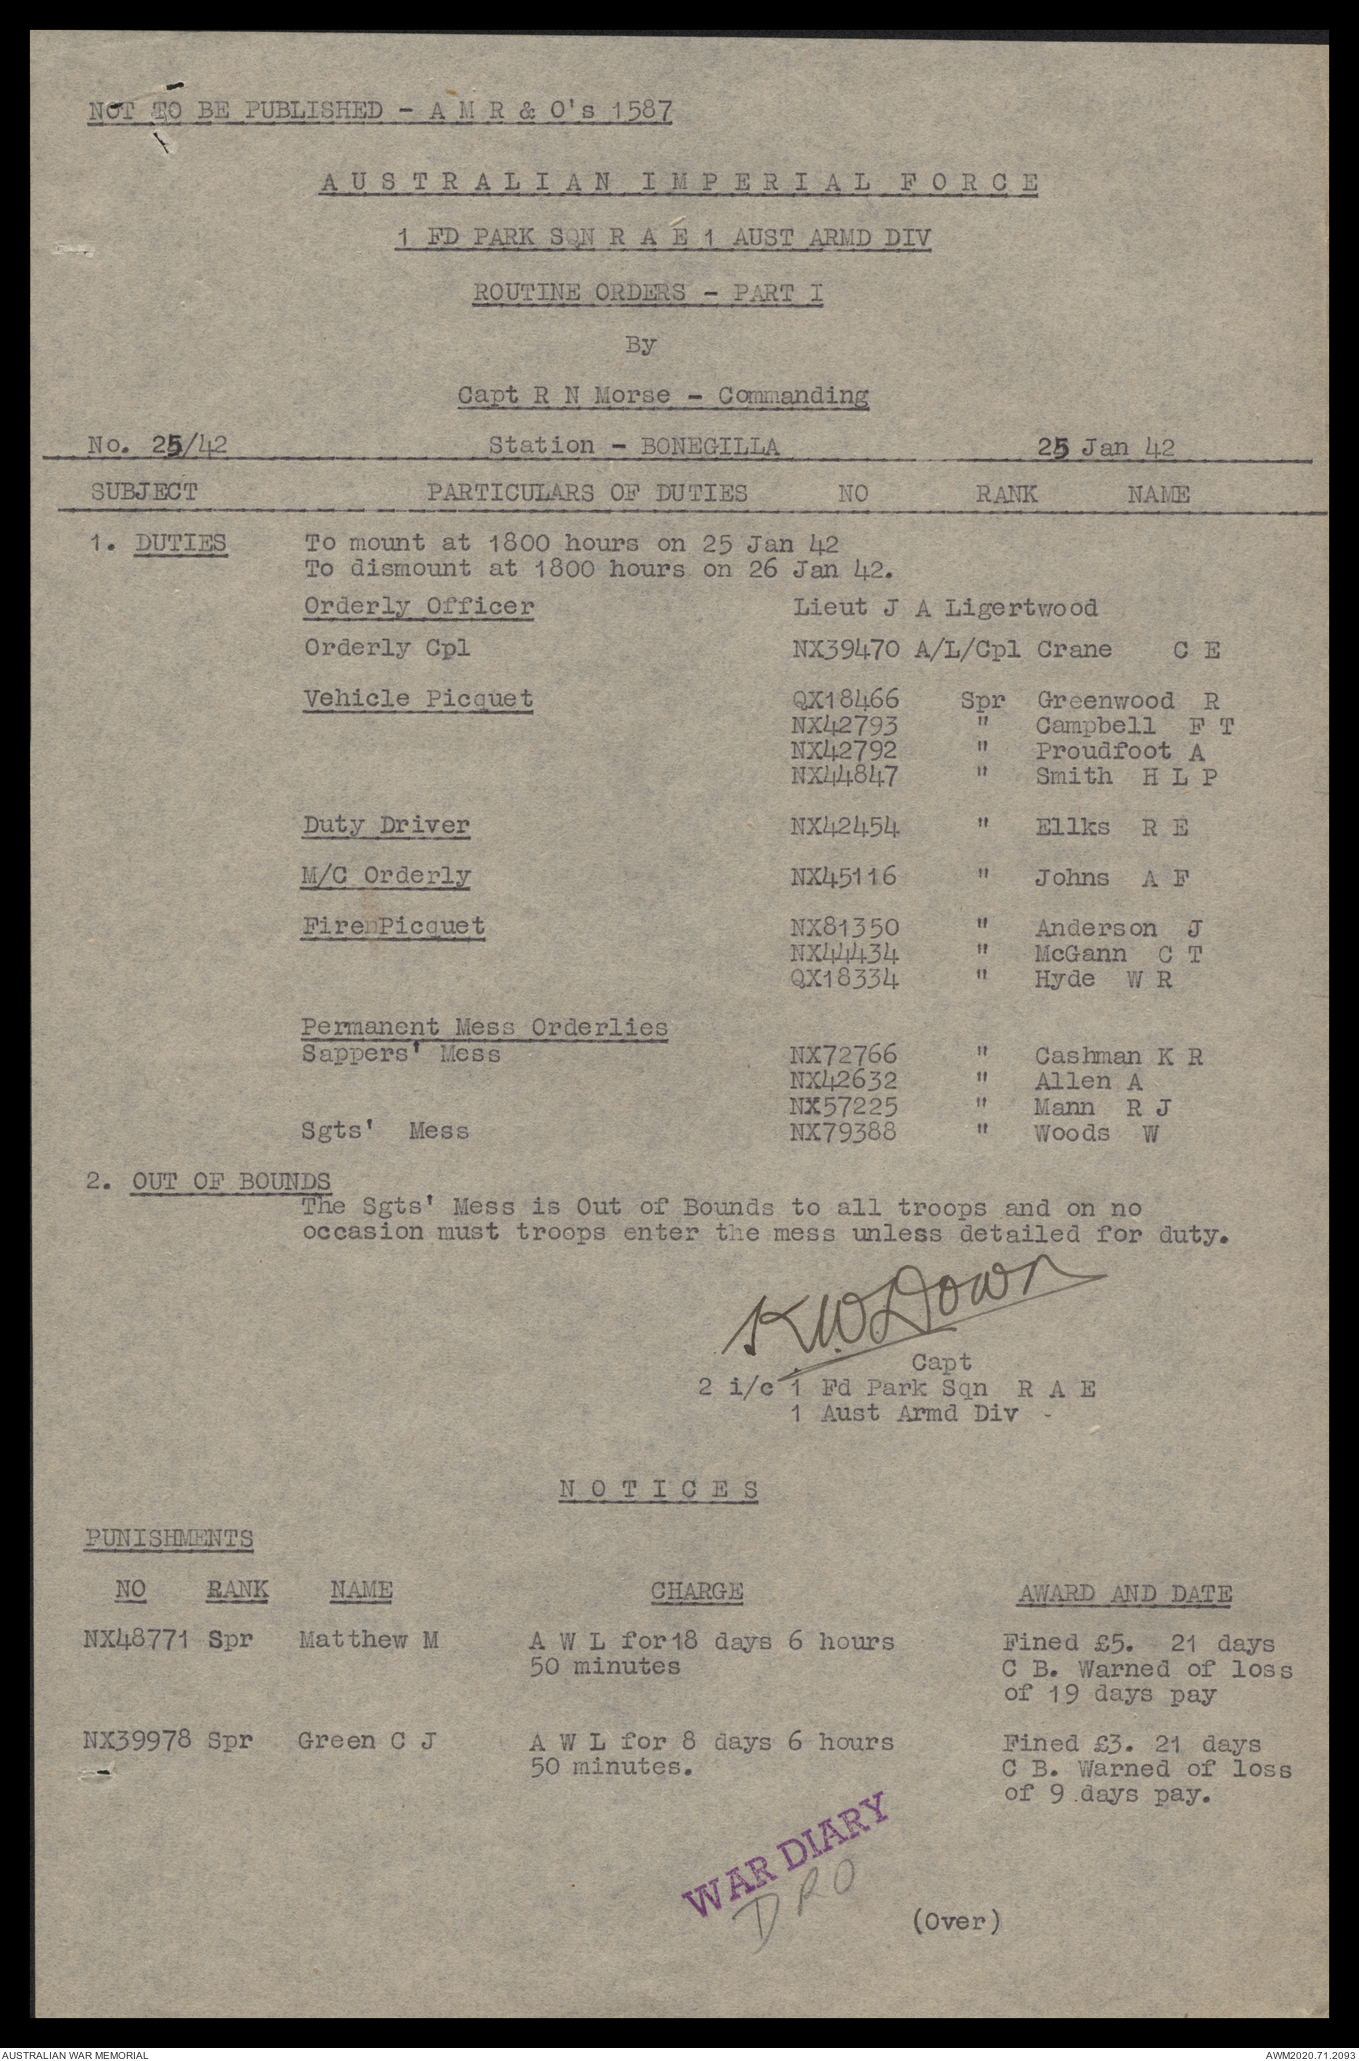 NOT TO BE PUBLISHED - A M R & O's 1587
AUSTRALIAN IMPERIAL FORCE
1 FD PARK SQN R A E 1 AUST ARMD DIV
ROUTINE ORDERS - PART I
By
Capt R N Morse - Commanding
No. 25/42 Station - BONEGILLA 25 Jan 42
SUBJECT PARTICULARS OF DUTIES NO RANK NAME
1. DUTIES To mount at 1800 hours on 25 Jan 42
To dismount at 1800 hours on 26 Jan 42.
Orderly Officer Lieut J A Ligertwood
Orderly Cpl NX39470 A/L/Cpl Crane C E
Vehicle Picquet QX18466 Spr Greenwood R
NX42793 " Campbell F T
NX42792 " Proudfoot A
NX44847 " Smith H L P
Duty Driver NX42454 " Ellks R E
M/C Orderly NX45116 " Johns A F
FirenPicquet NX81350 " Anderson J
NX44434 " McGann C T
QX18334 " Hyde W R
Permanent Mess Orderlies
Sappers' Mess NX72766 " Cashman K R
NX42632 " Allen A
NX57225 " Mann R J
Sgts' Mess NX79388 " Woods W
2. OUT OF BOUNDS
The Sgts' Mess is Out of Bounds to all troops and on no
occasion must troops enter the mess unless detailed for duty.
K.W.Down
Capt
2 i/c 1 Fd Park Sqn R A E
1 Aust Armd Div -
NOTICES
PUNISHMENTS
NO RANK NAME CHARGE AWARD AND DATE
NX48771 Spr Matthew M A W L for18 days 6 hours Fined £5. 21 days
50 minutes C B. Warned of loss
of 19 days pay
NX39978 Spr Green C J A W L for 8 days 6 hours Fined £3. 21 days
50 minutes. C B. Warned of loss
of 9 days pay.
WAR DIARY
DRO
(Over)
AUSTRALIAN WAR MEMORIAL AWM2020.71.2093